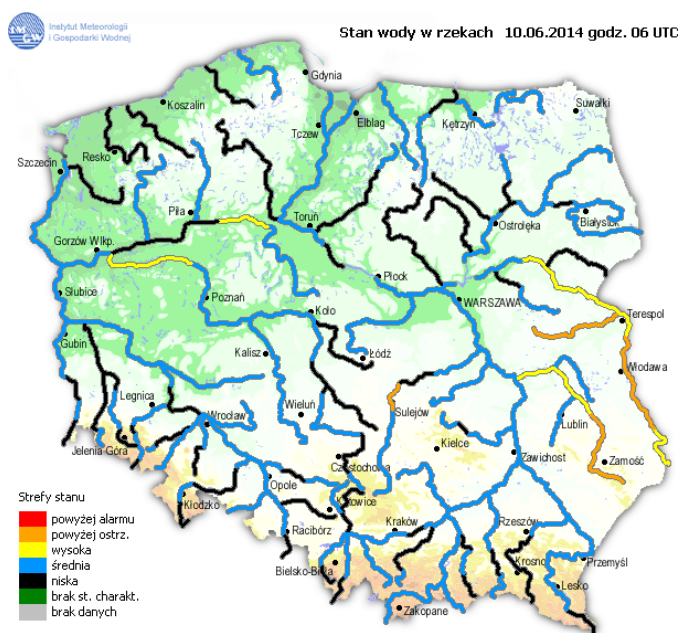 IMGW
Instytut Meteorologii
i Gospodarki Wodnej
Stan wody w rzekach 10.06.2014 godz. 06 UTC
Gdynia
Koszalin
Suwałki
Tczew
Elbląg
Kętrzyn
Resko
Szczecin
Piła
Toruń
Ostrołęka
Białystok
Gorzów Wlkp.
Płock
Słubice
Poznań
WARSZAWA
Koło
Terespol
Gubin
Kalisz
Łódź
Włodawa
Legnica
Wieluń
Sulejów
Lublin
Wrocław
Jelenia Góra
Kielce
Zawichost
Zamość
Częstochowa
Strefy stanu
Opole
Kłodzko
Katowice
powyżej alarmu
Racibórz
Kraków
Rzeszów
powyżej ostrz.
wysoka
Bielsko-Biała
Krosno
Przemyśl
średnia
niska
Lesko
brak st. charakt.
Zakopane
brak danych